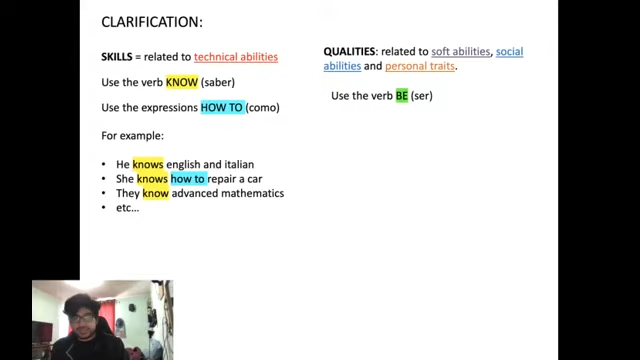 CLARIFICATION:
SKILLS = related to technical abilities
Use the verb KNOW (saber)
Use the expressions HOW TO (como)
For example:
• He knows english and italian
• She knows how to repair a car
• They know advanced mathematics
• etc…
QUALITIES: related to soft abilities, social
abilities and personal traits.
Use the verb BE (ser)